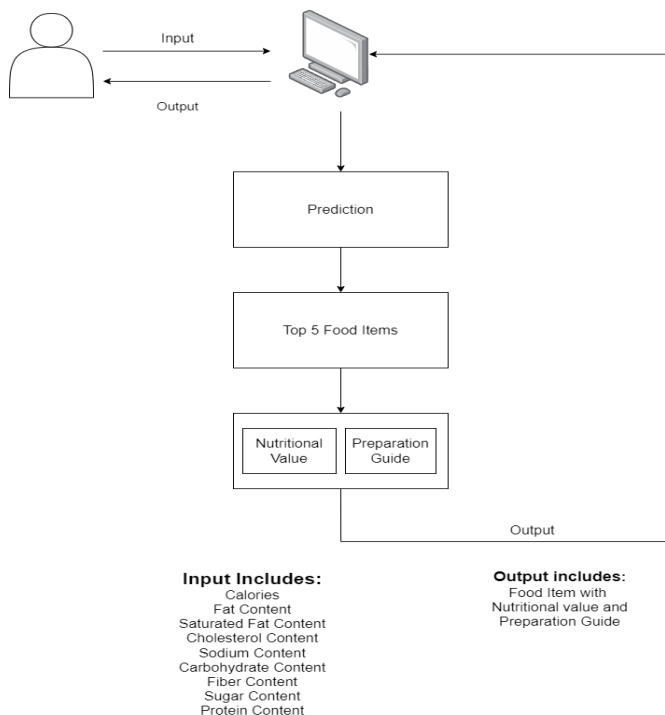 Input
Output
Prediction
Top 5 Food Items
Nutritional
Value
Preparation
Guide
Output
Input Includes:
Calories
Fat Content
Saturated Fat Content
Cholesterol Content
Sodium Content
Carbohydrate Content
Fiber Content
Sugar Content
Protein Content
Output includes:
Food Item with
Nutritional value and
Preparation Guide